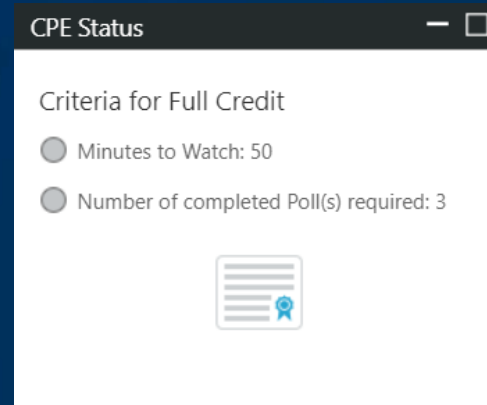 CPE Status
Criteria for Full Credit
Minutes to Watch: 50
Number of completed Poll(s) required: 3